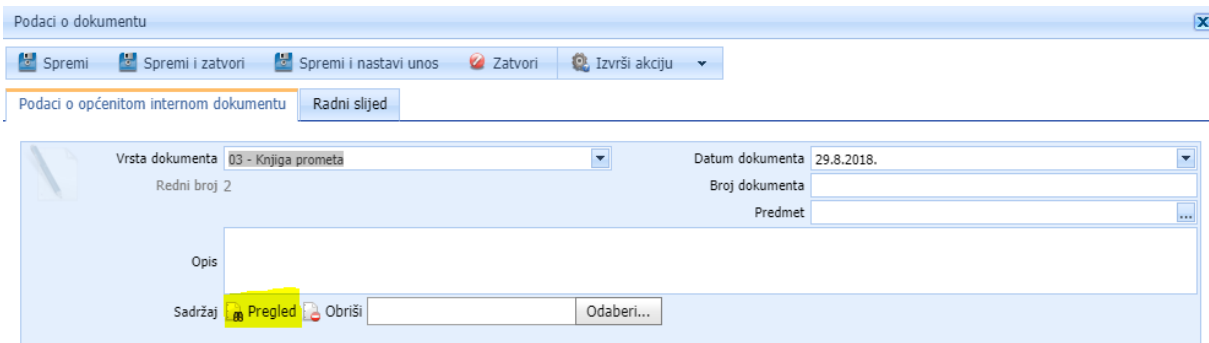 Podaci o dokumentu
Spremi Spremi i zatvori Spremi i nastavi unos Zatvori Izvrši akciju
Podaci o općenitom internom dokumentu Radni slijed
Vrsta dokumenta 03 - Knjiga prometa Datum dokumenta 29.8.2018.
Redni broj 2 Broj dokumenta
Predmet ...
Opis
Sadržaj Pregled Obriši Odaberi...